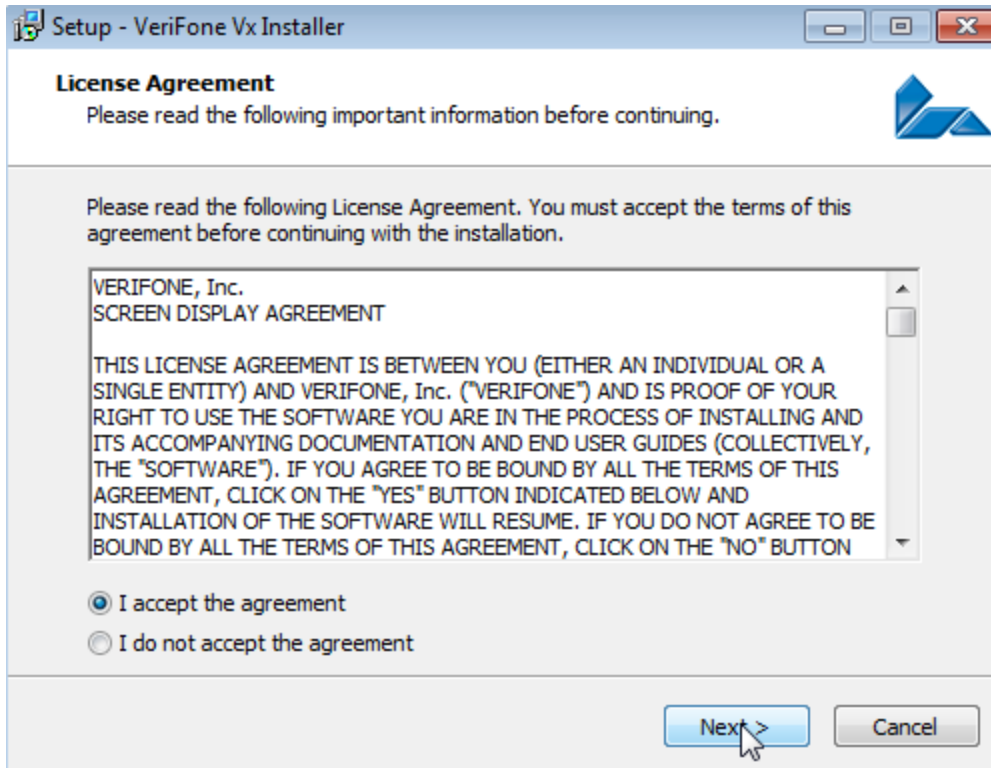 Setup - VeriFone Vx Installer
License Agreement
Please read the following important information before continuing.
Please read the following License Agreement. You must accept the terms of this
agreement before continuing with the installation.
VERIFONE, Inc.
SCREEN DISPLAY AGREEMENT
THIS LICENSE AGREEMENT IS BETWEEN YOU (EITHER AN INDIVIDUAL OR A
SINGLE ENTITY) AND VERIFONE, Inc. ("VERIFONE") AND IS PROOF OF YOUR
RIGHT TO USE THE SOFTWARE YOU ARE IN THE PROCESS OF INSTALLING AND
ITS ACCOMPANYING DOCUMENTATION AND END USER GUIDES (COLLECTIVELY,
THE "SOFTWARE"). IF YOU AGREE TO BE BOUND BY ALL THE TERMS OF THIS
AGREEMENT, CLICK ON THE "YES" BUTTON INDICATED BELOW AND
INSTALLATION OF THE SOFTWARE WILL RESUME. IF YOU DO NOT AGREE TO BE
BOUND BY ALL THE TERMS OF THIS AGREEMENT, CLICK ON THE "NO" BUTTON
I accept the agreement
I do not accept the agreement
Next >
Cancel